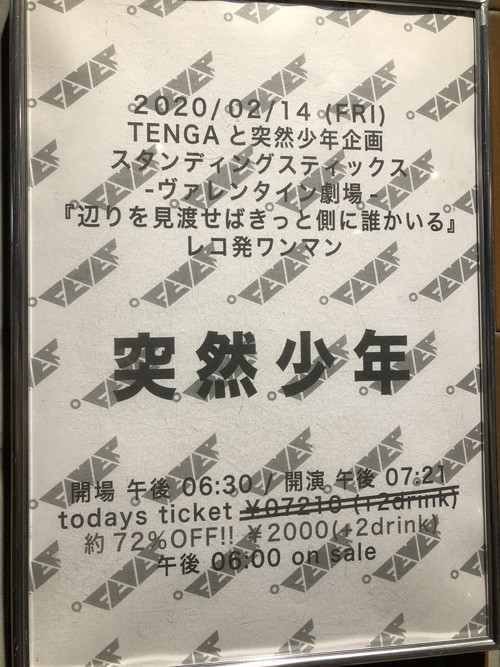 2020/02/14 (FRI)
TENGAと突然少年企画
スタンディングスティックス
-ヴァレンタイン劇場-
『辺りを見渡せばきっと側に誰かいる』
レコ発ワンマン
突然少年
開場 午後 06:30 / 開演 午後 07:21
todays ticket ¥07210 (+2drink)
約72%OFF!! ¥2000(+2drink)
午後 06:00 on sale
FEVER